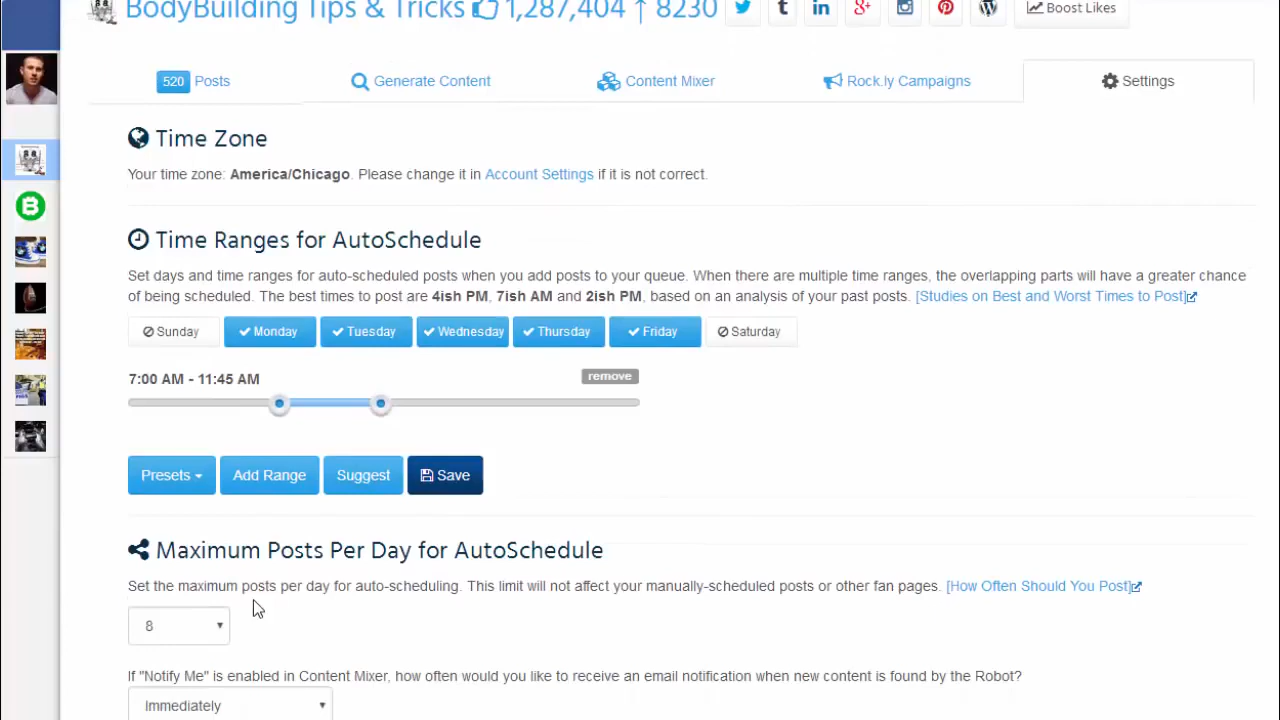 BodyBuilding Tips & Tricks 1,287,404 ↑ 8230 Boost Likes
520 Posts Generate Content Content Mixer Rock.ly Campaigns Settings
Time Zone
Your time zone: America/Chicago. Please change it in Account Settings if it is not correct.
Time Ranges for AutoSchedule
Set days and time ranges for auto-scheduled posts when you add posts to your queue. When there are multiple time ranges, the overlapping parts will have a greater chance
of being scheduled. The best times to post are 4ish PM, 7ish AM and 2ish PM, based on an analysis of your past posts. [Studies on Best and Worst Times to Post]
Sunday Monday Tuesday Wednesday Thursday Friday Saturday
7:00 AM - 11:45 AM remove
Presets Add Range Suggest Save
Maximum Posts Per Day for AutoSchedule
Set the maximum posts per day for auto-scheduling. This limit will not affect your manually-scheduled posts or other fan pages. [How Often Should You Post]
8
If "Notify Me" is enabled in Content Mixer, how often would you like to receive an email notification when new content is found by the Robot?
Immediately